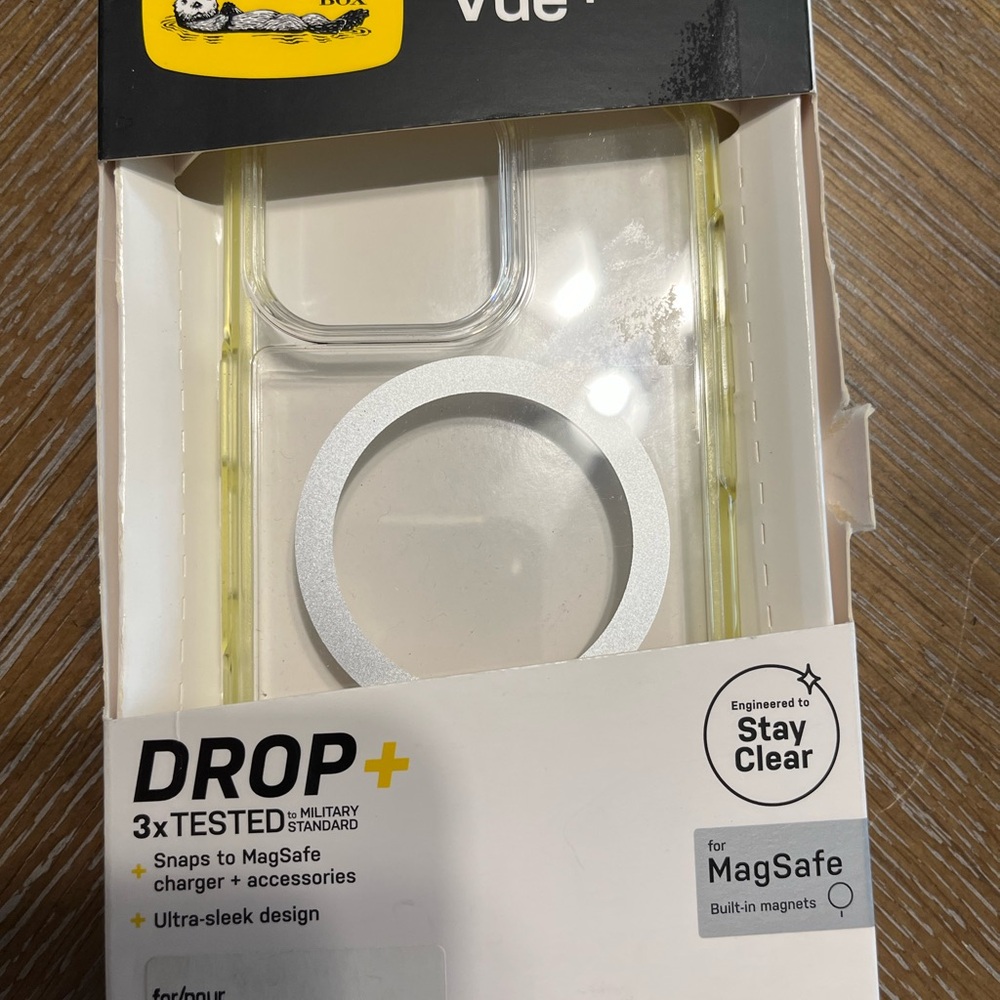 BOX
Vue+
Engineered to
Stay
Clear
DROP+
3xTESTED to MILITARY STANDARD
+ Snaps to MagSafe
charger + accessories
+ Ultra-sleek design
for
MagSafe
Built-in magnets
for/pour